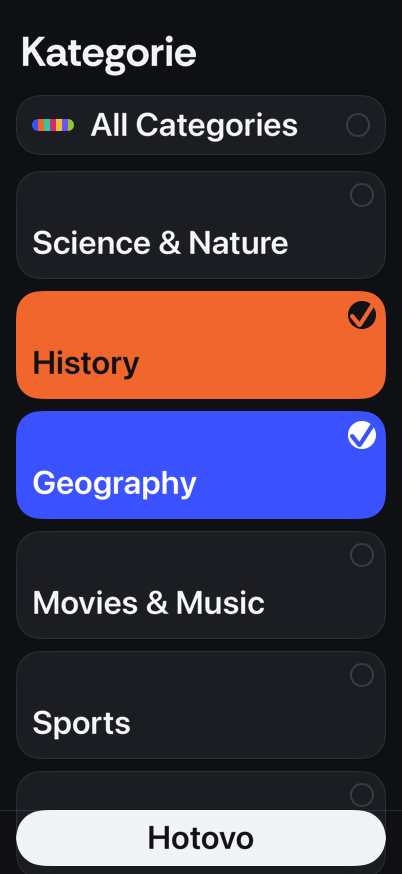 Kategorie
All Categories
Science & Nature
History
Geography
Movies & Music
Sports
Hotovo